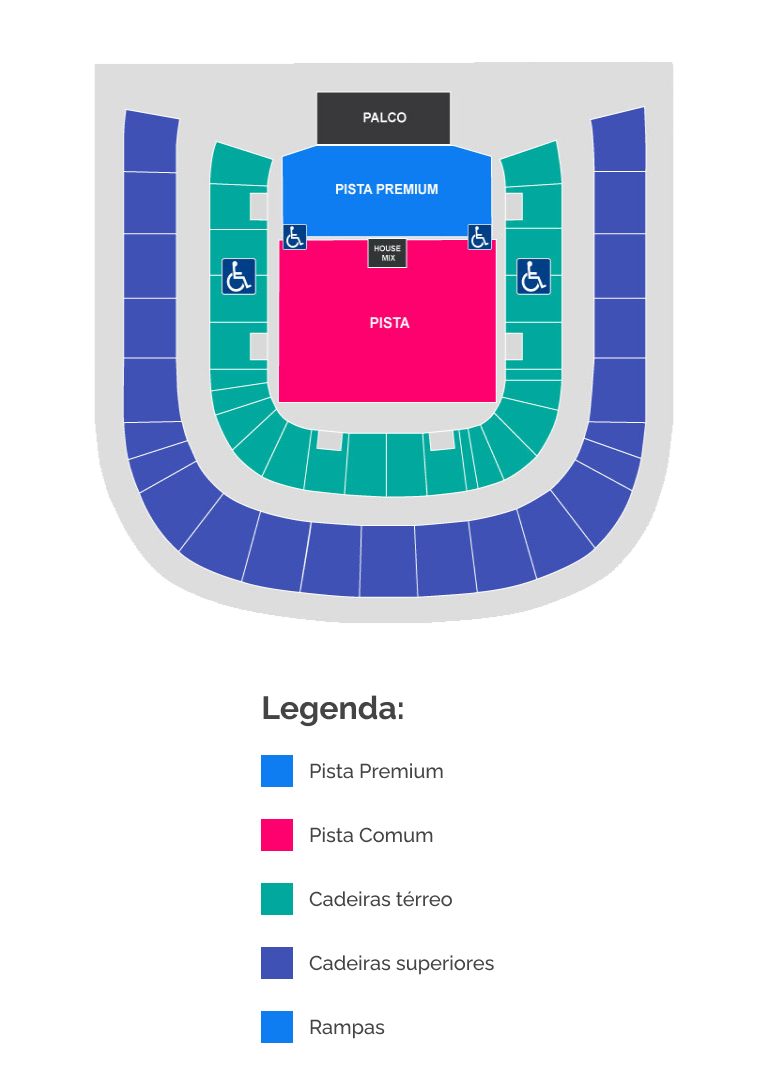 PALCO
PISTA PREMIUM
HOUSE
MIX
PISTA
Legenda:
Pista Premium
Pista Comum
Cadeiras térreo
Cadeiras superiores
Rampas